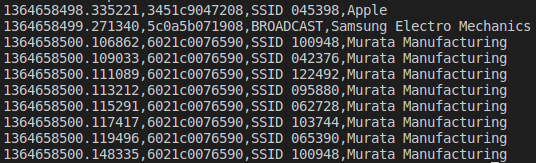 1364658498.335221,3451c9047208,SSID 045398,Apple
1364658499.271340,5c0a5b071908,BROADCAST,Samsung Electro Mechanics
1364658500.106862,6021c0076590,SSID 100948,Murata Manufacturing
1364658500.109033,6021c0076590,SSID 042376,Murata Manufacturing
1364658500.111089,6021c0076590,SSID 122492,Murata Manufacturing
1364658500.113212,6021c0076590,SSID 095880,Murata Manufacturing
1364658500.115291,6021c0076590,SSID 062728,Murata Manufacturing
1364658500.117417,6021c0076590,SSID 103744,Murata Manufacturing
1364658500.119496,6021c0076590,SSID 065390,Murata Manufacturing
1364658500.148335,6021c0076590,SSID 100948,Murata Manufacturing